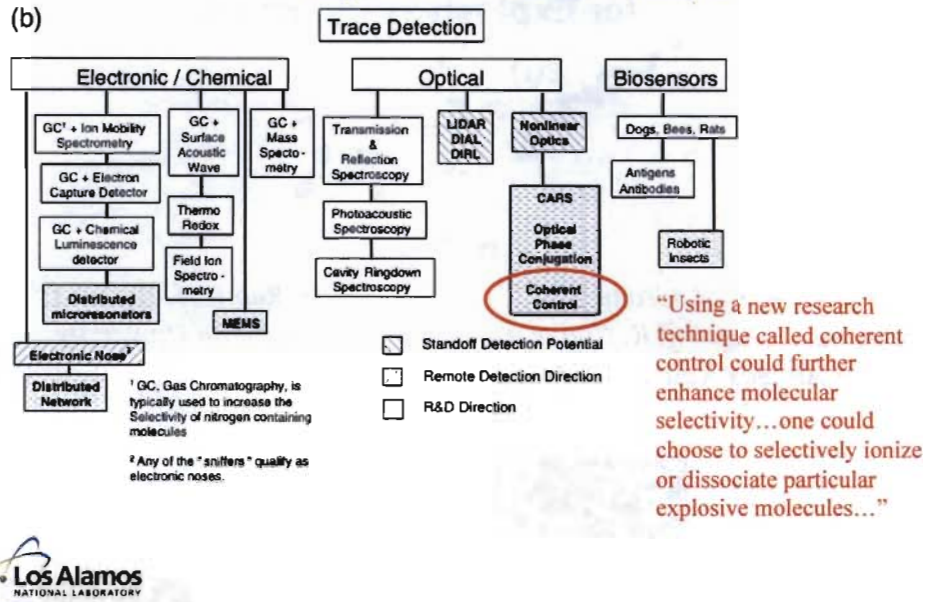 (b)
Trace Detection
Electronic / Chemical
Optical
Biosensors
GC¹ + Ion Mobility
Spectrometry
GC + Electron
Capture Detector
GC + Chemical
Luminescence
detector
Distributed
microresonators
Electronic Nose²
Distributed
Network
GC +
Surface
Acoustic
Wave
Thermo
Redox
Field Ion
Spectro -
metry
MEMS
GC +
Mass
Specto -
metry
Transmission
&
Reflection
Spectroscopy
Photoacoustic
Spectroscopy
Cavity Ringdown
Spectroscopy
LIDAR
DIAL
DIRL
Nonlinear
Optics
CARS
Optical
Phase
Conjugation
Coherent
Control
Dogs, Bees, Rats
Antigens
Antibodies
Robotic
Insects
Standoff Detection Potential
Remote Detection Direction
R&D Direction
¹ GC, Gas Chromatography, is
typically used to increase the
Selectivity of nitrogen containing
molecules
² Any of the "sniffers" qualify as
electronic noses.
“Using a new research
technique called coherent
control could further
enhance molecular
selectivity…one could
choose to selectively ionize
or dissociate particular
explosive molecules…”
Los Alamos
NATIONAL LABORATORY